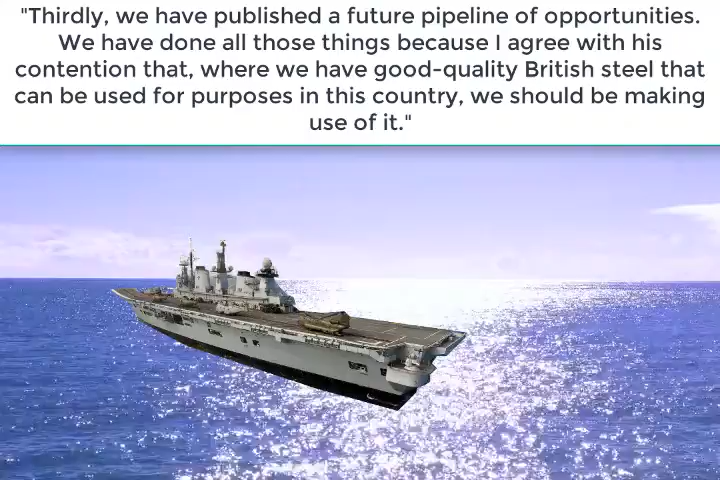 "Thirdly, we have published a future pipeline of opportunities.
We have done all those things because I agree with his
contention that, where we have good-quality British steel that
can be used for purposes in this country, we should be making
use of it."